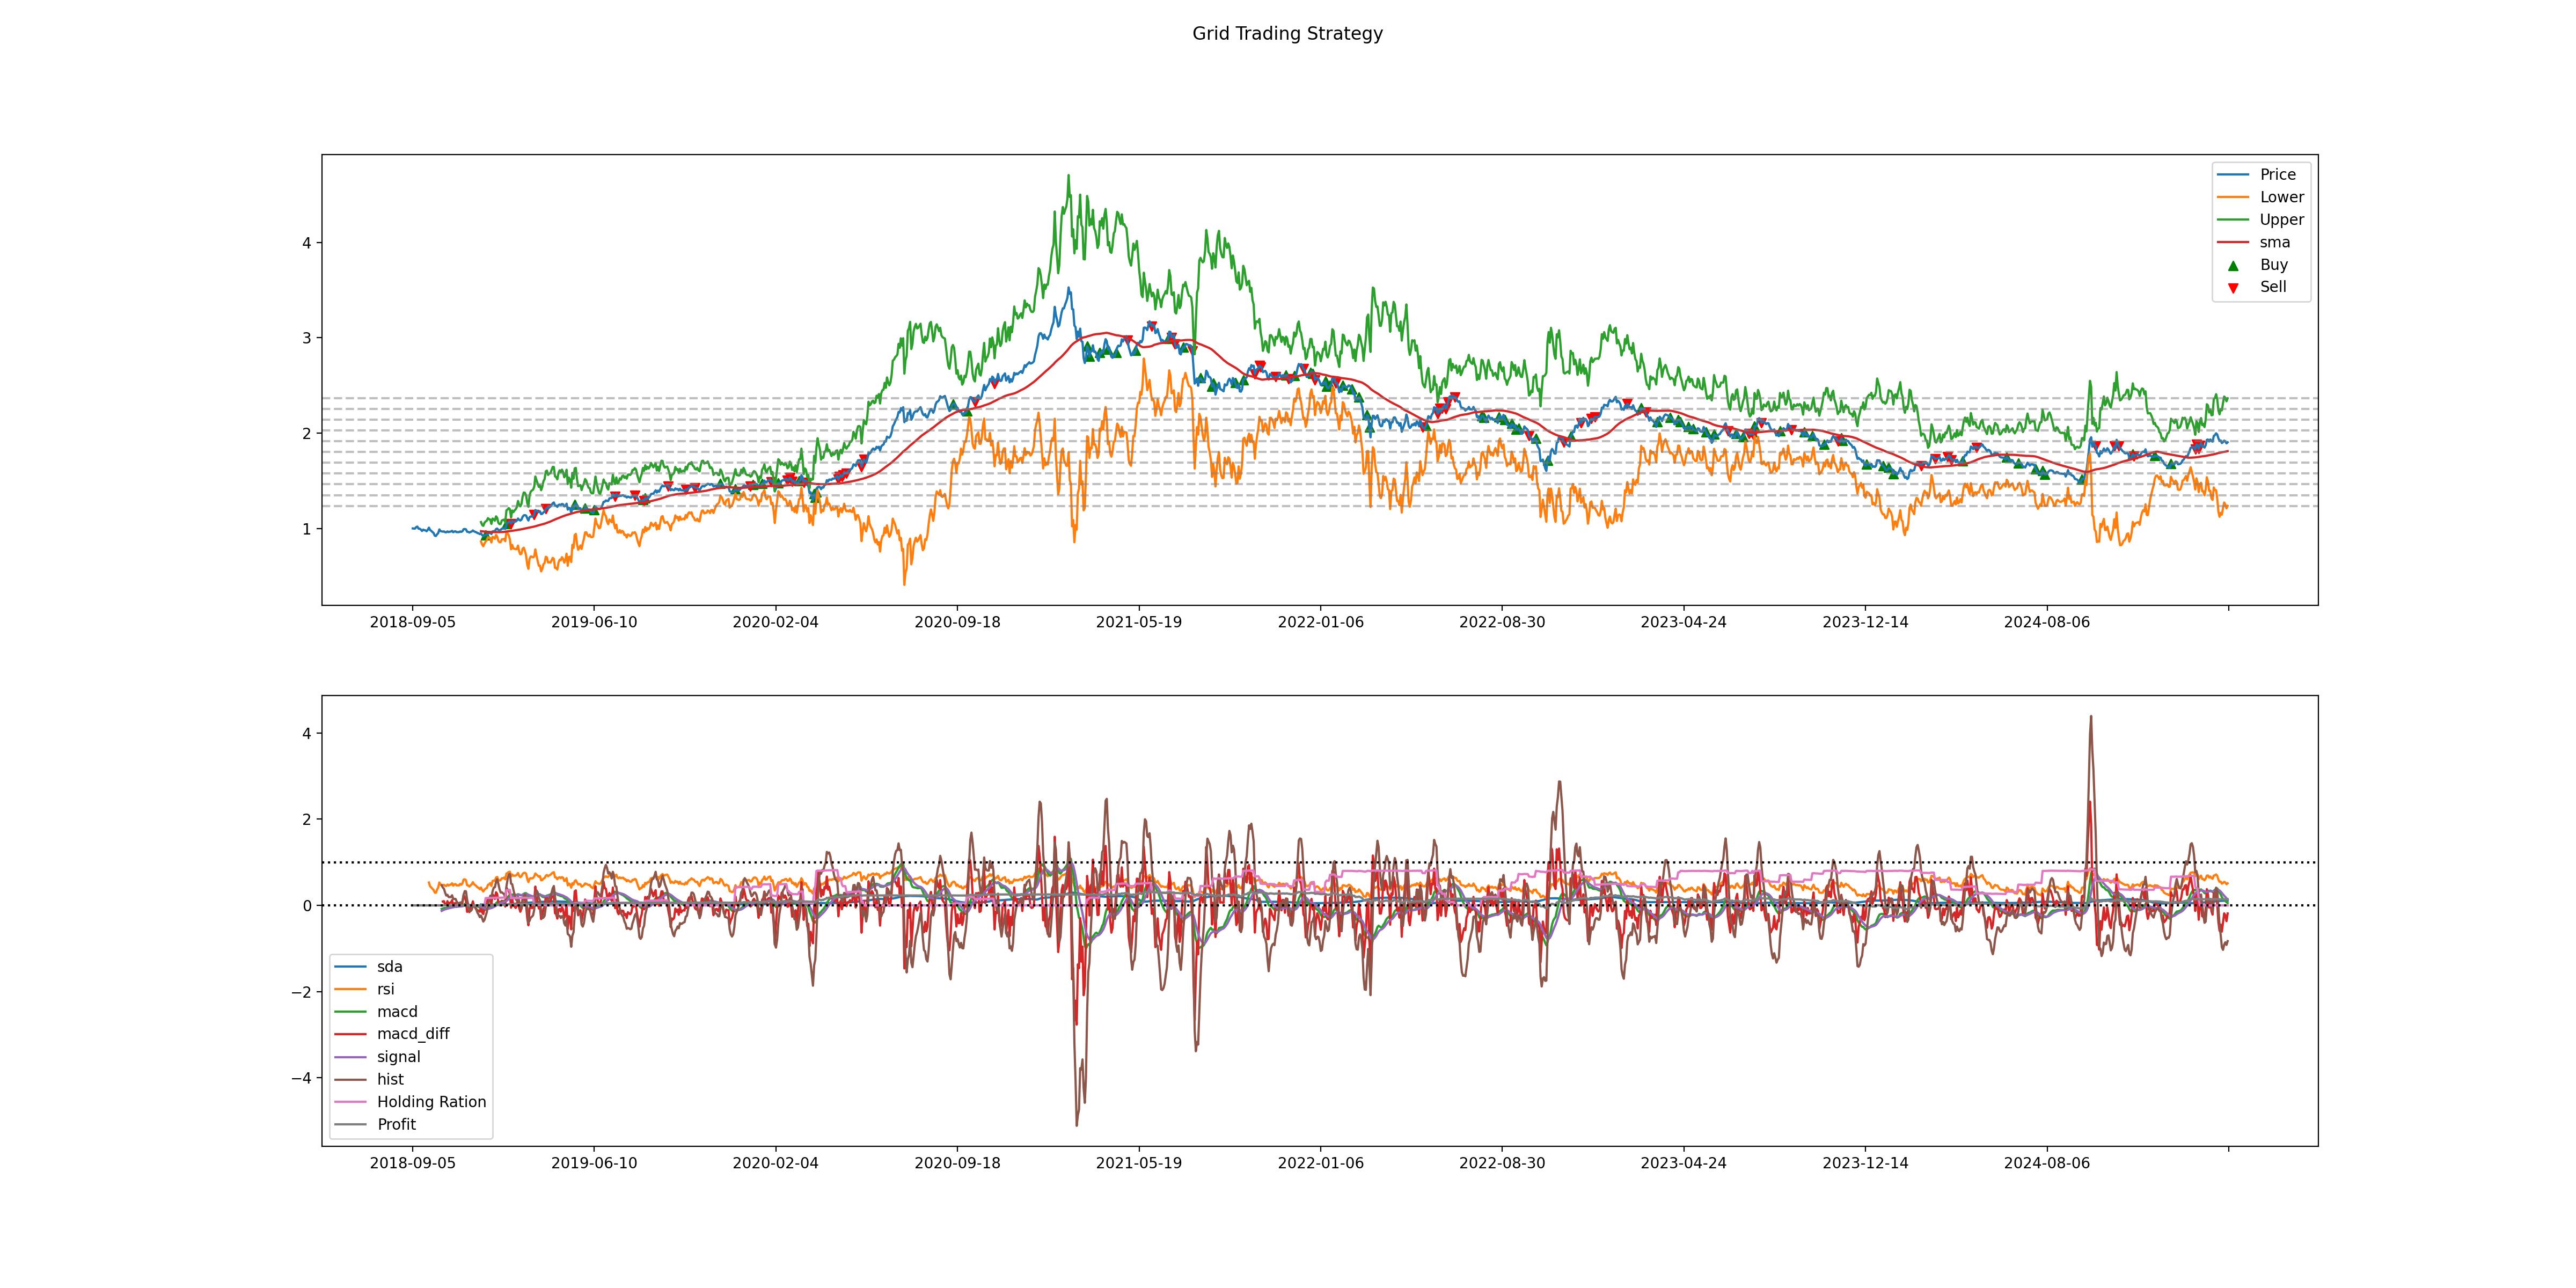 Grid Trading Strategy
4
3
2
1
Price
Lower
Upper
sma
Buy
Sell
2018-09-05 2019-06-10 2020-02-04 2020-09-18 2021-05-19 2022-01-06 2022-08-30 2023-04-24 2023-12-14 2024-08-06
4
2
0
−2
−4
sda
rsi
macd
macd_diff
signal
hist
Holding Ration
Profit
2018-09-05 2019-06-10 2020-02-04 2020-09-18 2021-05-19 2022-01-06 2022-08-30 2023-04-24 2023-12-14 2024-08-06